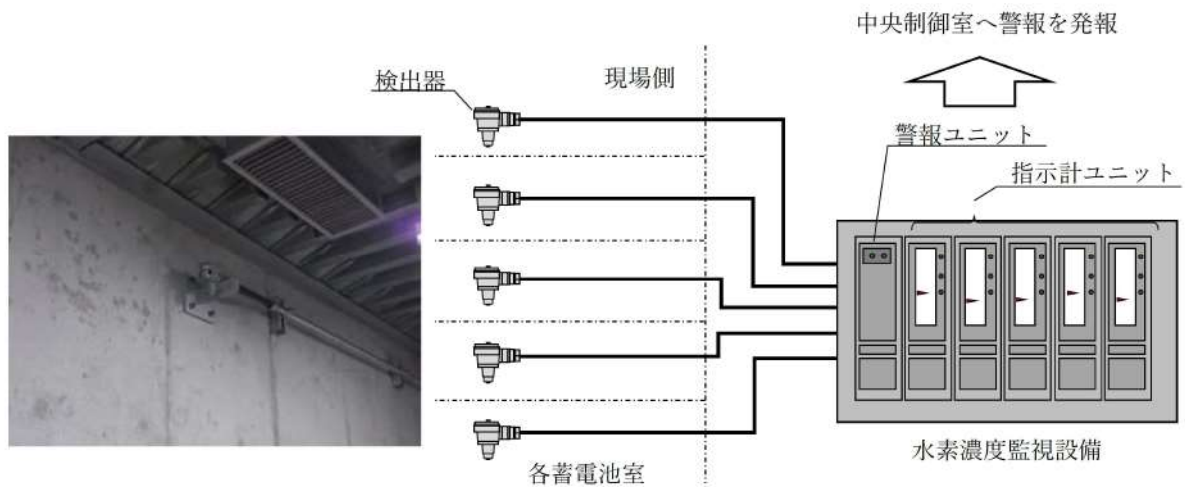 中央制御室へ警報を発報
検出器
現場側
警報ユニット
指示計ユニット
水素濃度監視設備
各蓄電池室